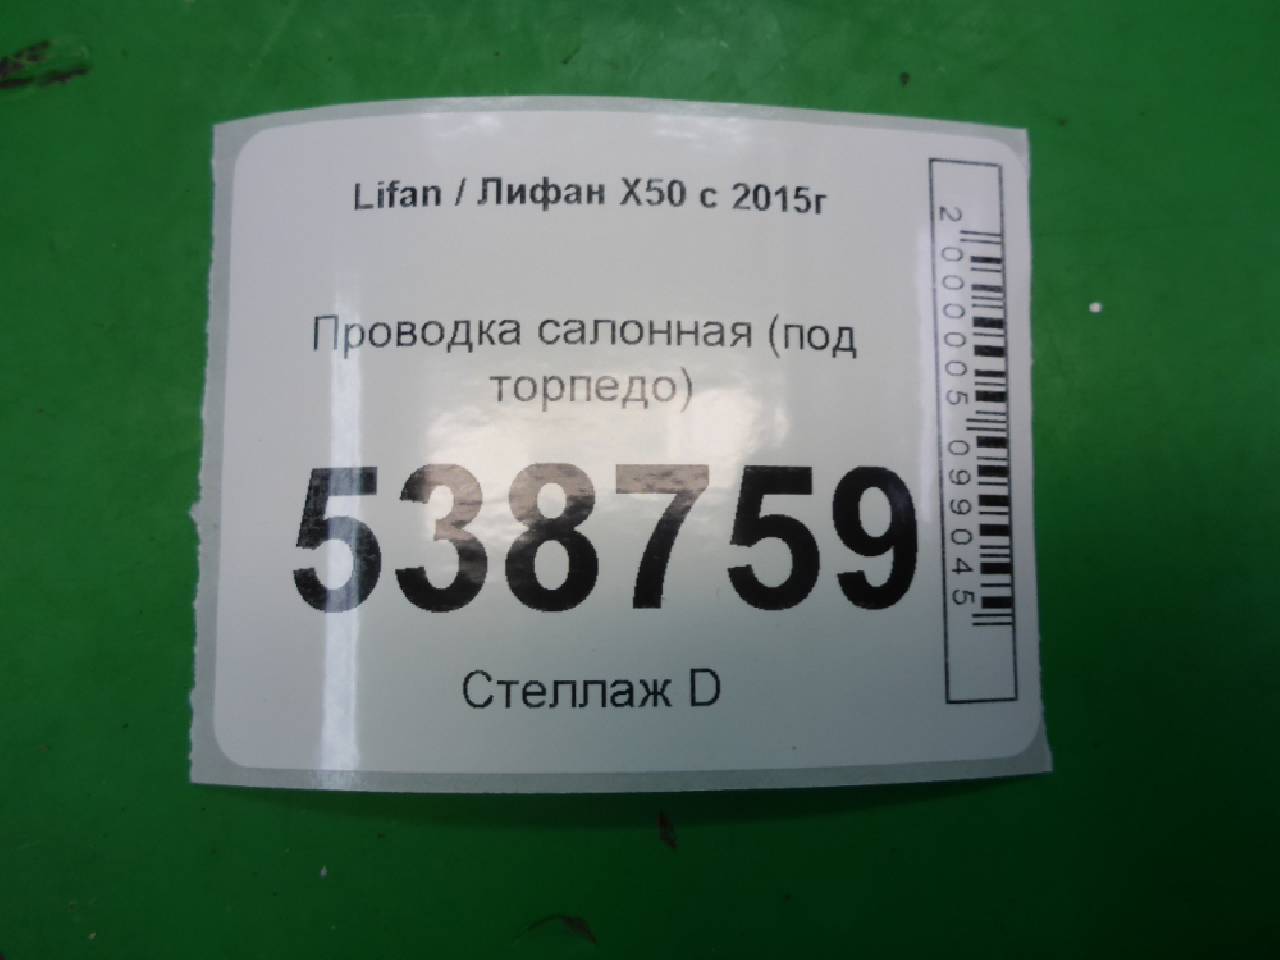 Lifan / Лифан X50 с 2015г
Проводка салонная (под
торпедо)
538759
Стеллаж D
2000005099045